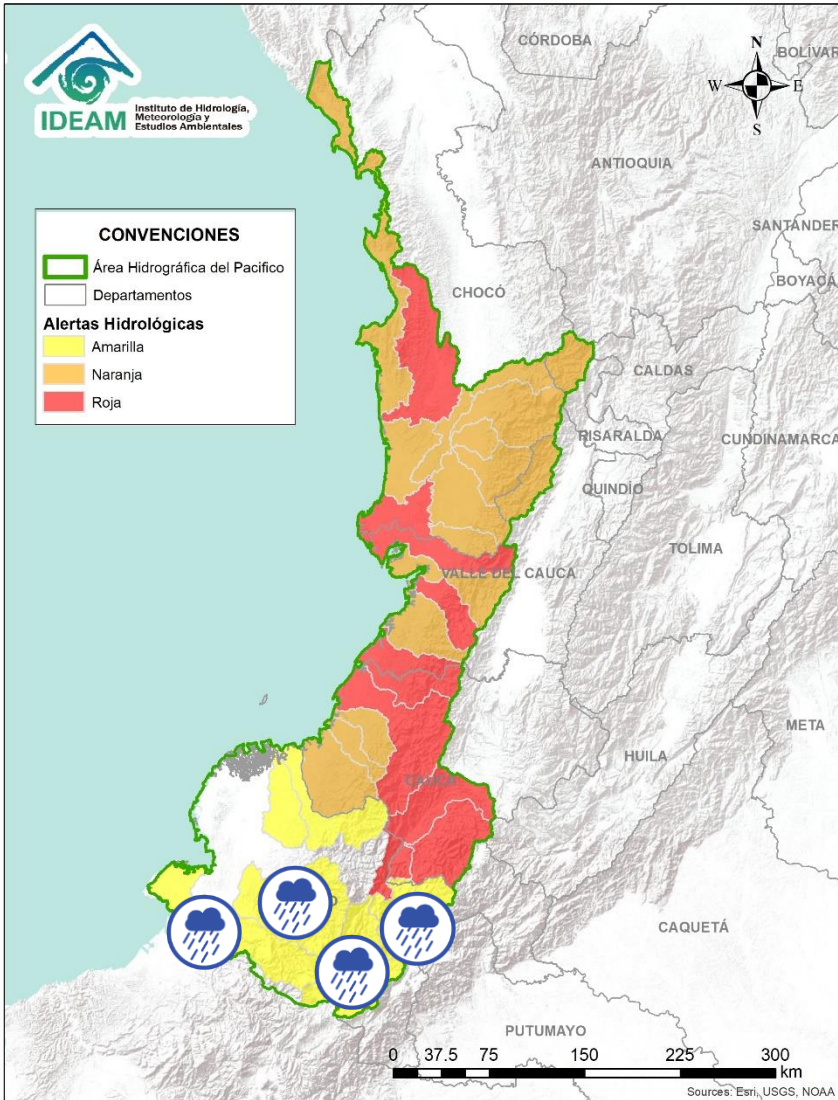 IDEAM
Instituto de Hidrología,
Meteorología y
Estudios Ambientales
N
W E
S
CÓRDOBA
BOLÍVAR
ANTIOQUIA
SANTANDER
BOYACÁ
CONVENCIONES
Área Hidrográfica del Pacifico
Departamentos
Alertas Hidrológicas
Amarilla
Naranja
Roja
CHOCÓ
CALDAS
RISARALDA
CUNDINAMARCA
QUINDÍO
TOLIMA
VALLE DEL CAUCA
META
HUILA
CAUCA
CAQUETÁ
PUTUMAYO
0 37.5 75 150 225 300
km
Sources: Esri, USGS, NOAA